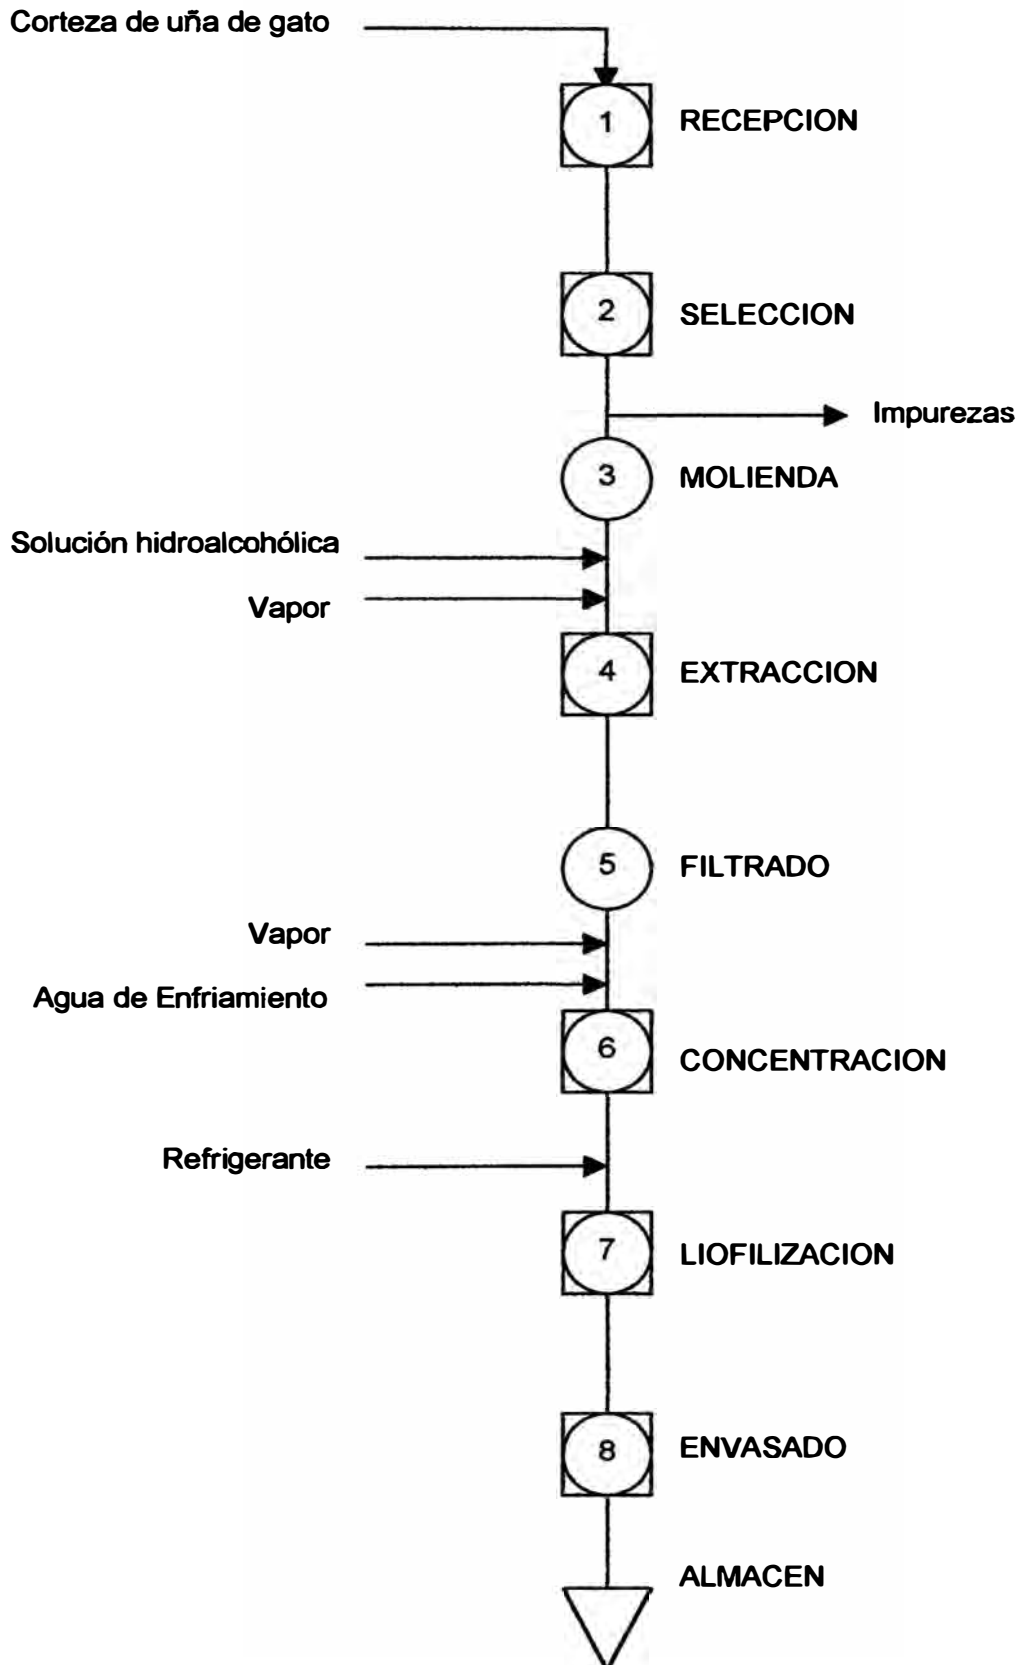 Corteza de uña de gato
1
RECEPCION
2
SELECCION
Impurezas
3
MOLIENDA
Solución hidroalcohólica
Vapor
4
EXTRACCION
5
FILTRADO
Vapor
Agua de Enfriamiento
6
CONCENTRACION
Refrigerante
7
LIOFILIZACION
8
ENVASADO
ALMACEN